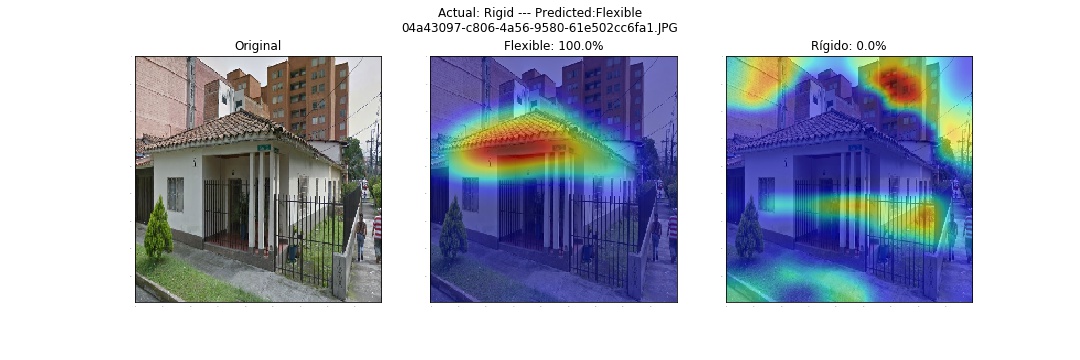 Actual: Rigid --- Predicted:Flexible
04a43097-c806-4a56-9580-61e502cc6fa1.JPG
Original
Flexible: 100.0%
Rígido: 0.0%